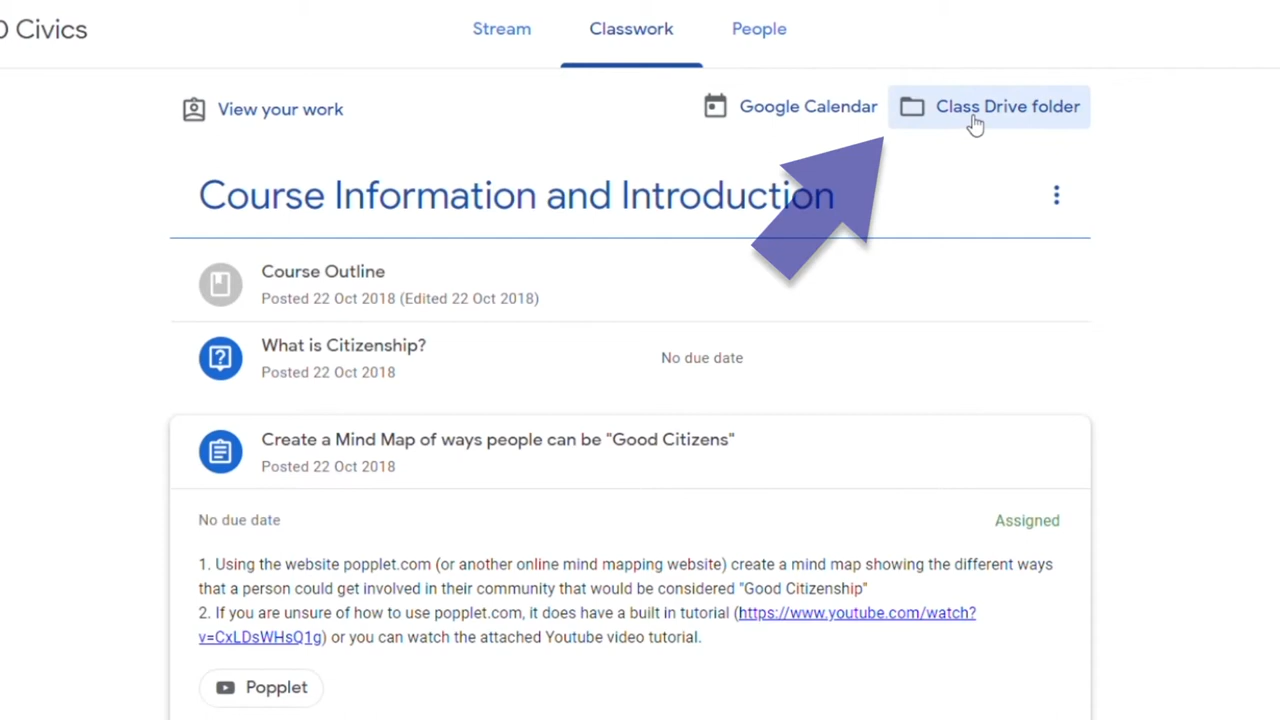 0 Civics
Stream Classwork People
View your work
Google Calendar
Class Drive folder
Course Information and Introduction
Course Outline
Posted 22 Oct 2018 (Edited 22 Oct 2018)
What is Citizenship?
Posted 22 Oct 2018
No due date
Create a Mind Map of ways people can be "Good Citizens"
Posted 22 Oct 2018
No due date
Assigned
1. Using the website popplet.com (or another online mind mapping website) create a mind map showing the different ways
that a person could get involved in their community that would be considered "Good Citizenship"
2. If you are unsure of how to use popplet.com, it does have a built in tutorial (https://www.youtube.com/watch?
v=CxLDsWHsQ1g) or you can watch the attached Youtube video tutorial.
Popplet